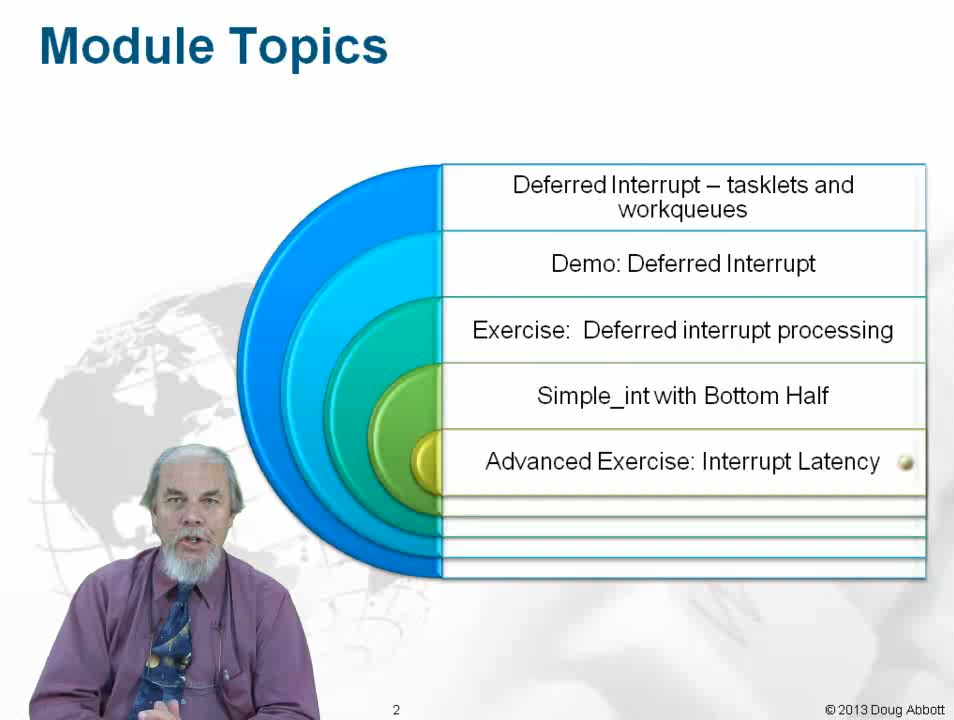 Module Topics
Deferred Interrupt – tasklets and
workqueues
Demo: Deferred Interrupt
Exercise:  Deferred interrupt processing
Simple_int with Bottom Half
Advanced Exercise: Interrupt Latency
2
© 2013 Doug Abbott